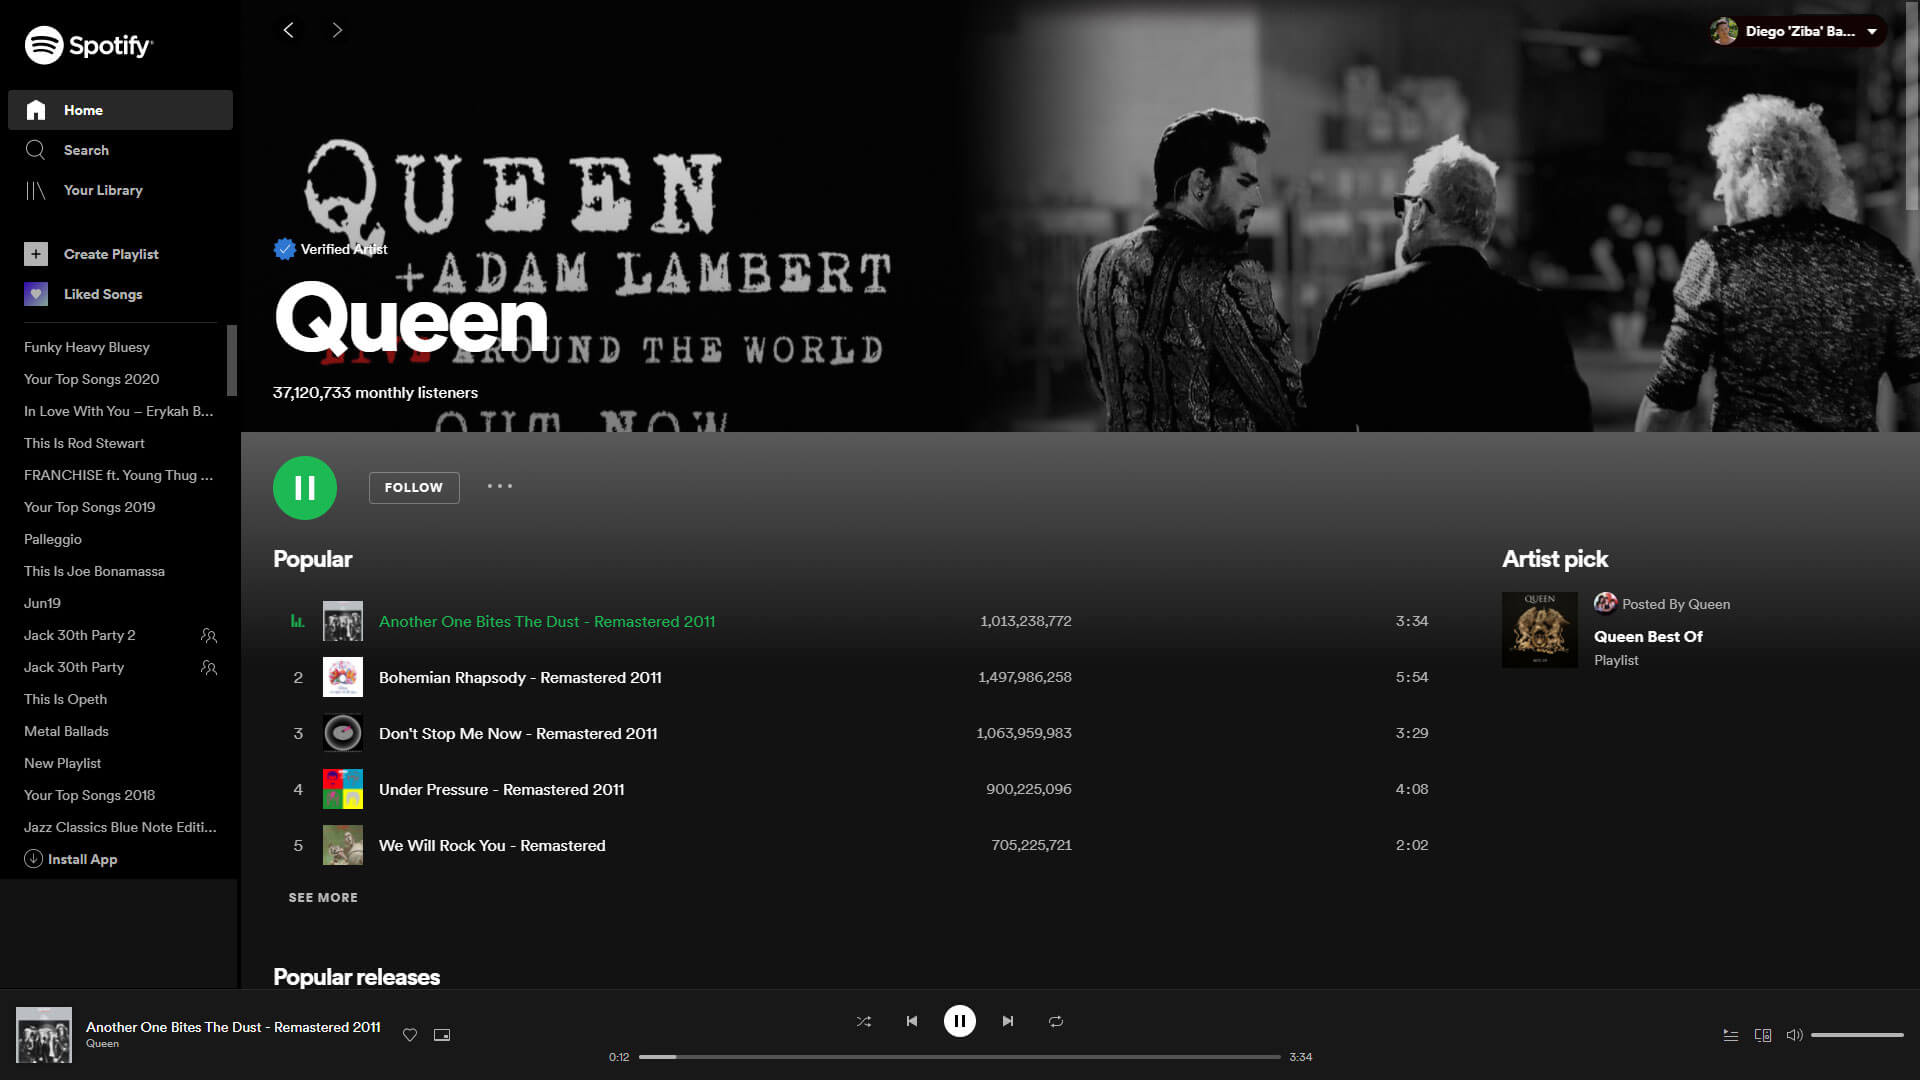 Spotify
Home
Search
Your Library
Create Playlist
Liked Songs
Funky Heavy Bluesy
Your Top Songs 2020
In Love With You – Erykah B...
This Is Rod Stewart
FRANCHISE ft. Young Thug ...
Your Top Songs 2019
Palleggio
This Is Joe Bonamassa
Jun19
Jack 30th Party 2
Jack 30th Party
This Is Opeth
Metal Ballads
New Playlist
Your Top Songs 2018
Jazz Classics Blue Note Editi...
Install App
Diego 'Ziba' Ba...
QUEEN
Verified Artist
+ADAM LAMBERT
Queen
LIVE AROUND THE WORLD
37,120,733 monthly listeners
OUT NOW
FOLLOW
Popular
Another One Bites The Dust - Remastered 2011 1,013,238,772 3:34
2 Bohemian Rhapsody - Remastered 2011 1,497,986,258 5:54
3 Don't Stop Me Now - Remastered 2011 1,063,959,983 3:29
4 Under Pressure - Remastered 2011 900,225,096 4:08
5 We Will Rock You - Remastered 705,225,721 2:02
SEE MORE
Artist pick
QUEEN
Posted By Queen
Queen Best Of
Playlist
Popular releases
Another One Bites The Dust - Remastered 2011
Queen
0:12 3:34